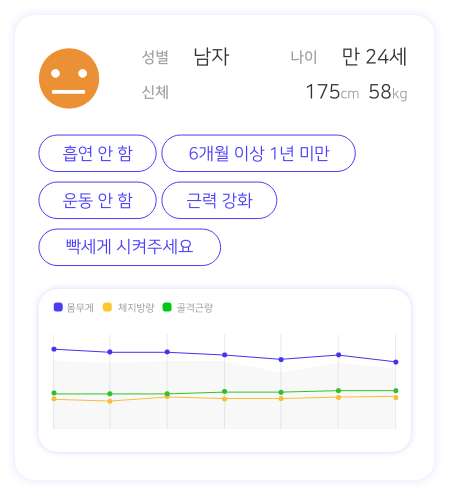 성별 남자 나이 만 24세
신체 175cm 58kg
흡연 안 함 6개월 이상 1년 미만
운동 안 함 근력 강화
빡세게 시켜주세요
몸무게 체지방량 골격근량